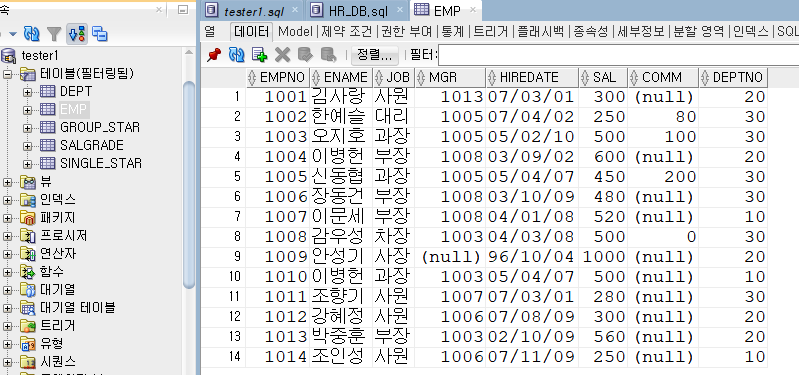 속
tester1.sql HR_DB.sql EMP
열 데이터 Model 제약 조건 권한 부여 통계 트리거 플래시백 종속성 세부정보 분할 영역 인덱스 SQL
정렬... 필터:
tester1
테이블(필터링됨)
DEPT
EMP
GROUP_STAR
SALGRADE
SINGLE_STAR
뷰
인덱스
패키지
프로시저
연산자
함수
대기열
대기열 테이블
트리거
유형
시퀀스
EMPNO ENAME JOB MGR HIREDATE SAL COMM DEPTNO
1 1001 김사랑 사원 1013 07/03/01 300 (null) 20
2 1002 한예슬 대리 1005 07/04/02 250 80 30
3 1003 오지호 과장 1005 05/02/10 500 100 30
4 1004 이병헌 부장 1008 03/09/02 600 (null) 20
5 1005 신동협 과장 1005 05/04/07 450 200 30
6 1006 장동건 부장 1008 03/10/09 480 (null) 30
7 1007 이문세 부장 1008 04/01/08 520 (null) 10
8 1008 감우성 차장 1003 04/03/08 500 0 30
9 1009 안성기 사장 (null) 96/10/04 1000 (null) 20
10 1010 이병헌 과장 1003 05/04/07 500 (null) 10
11 1011 조향기 사원 1007 07/03/01 280 (null) 30
12 1012 강혜정 사원 1006 07/08/09 300 (null) 20
13 1013 박중훈 부장 1003 02/10/09 560 (null) 20
14 1014 조인성 사원 1006 07/11/09 250 (null) 10